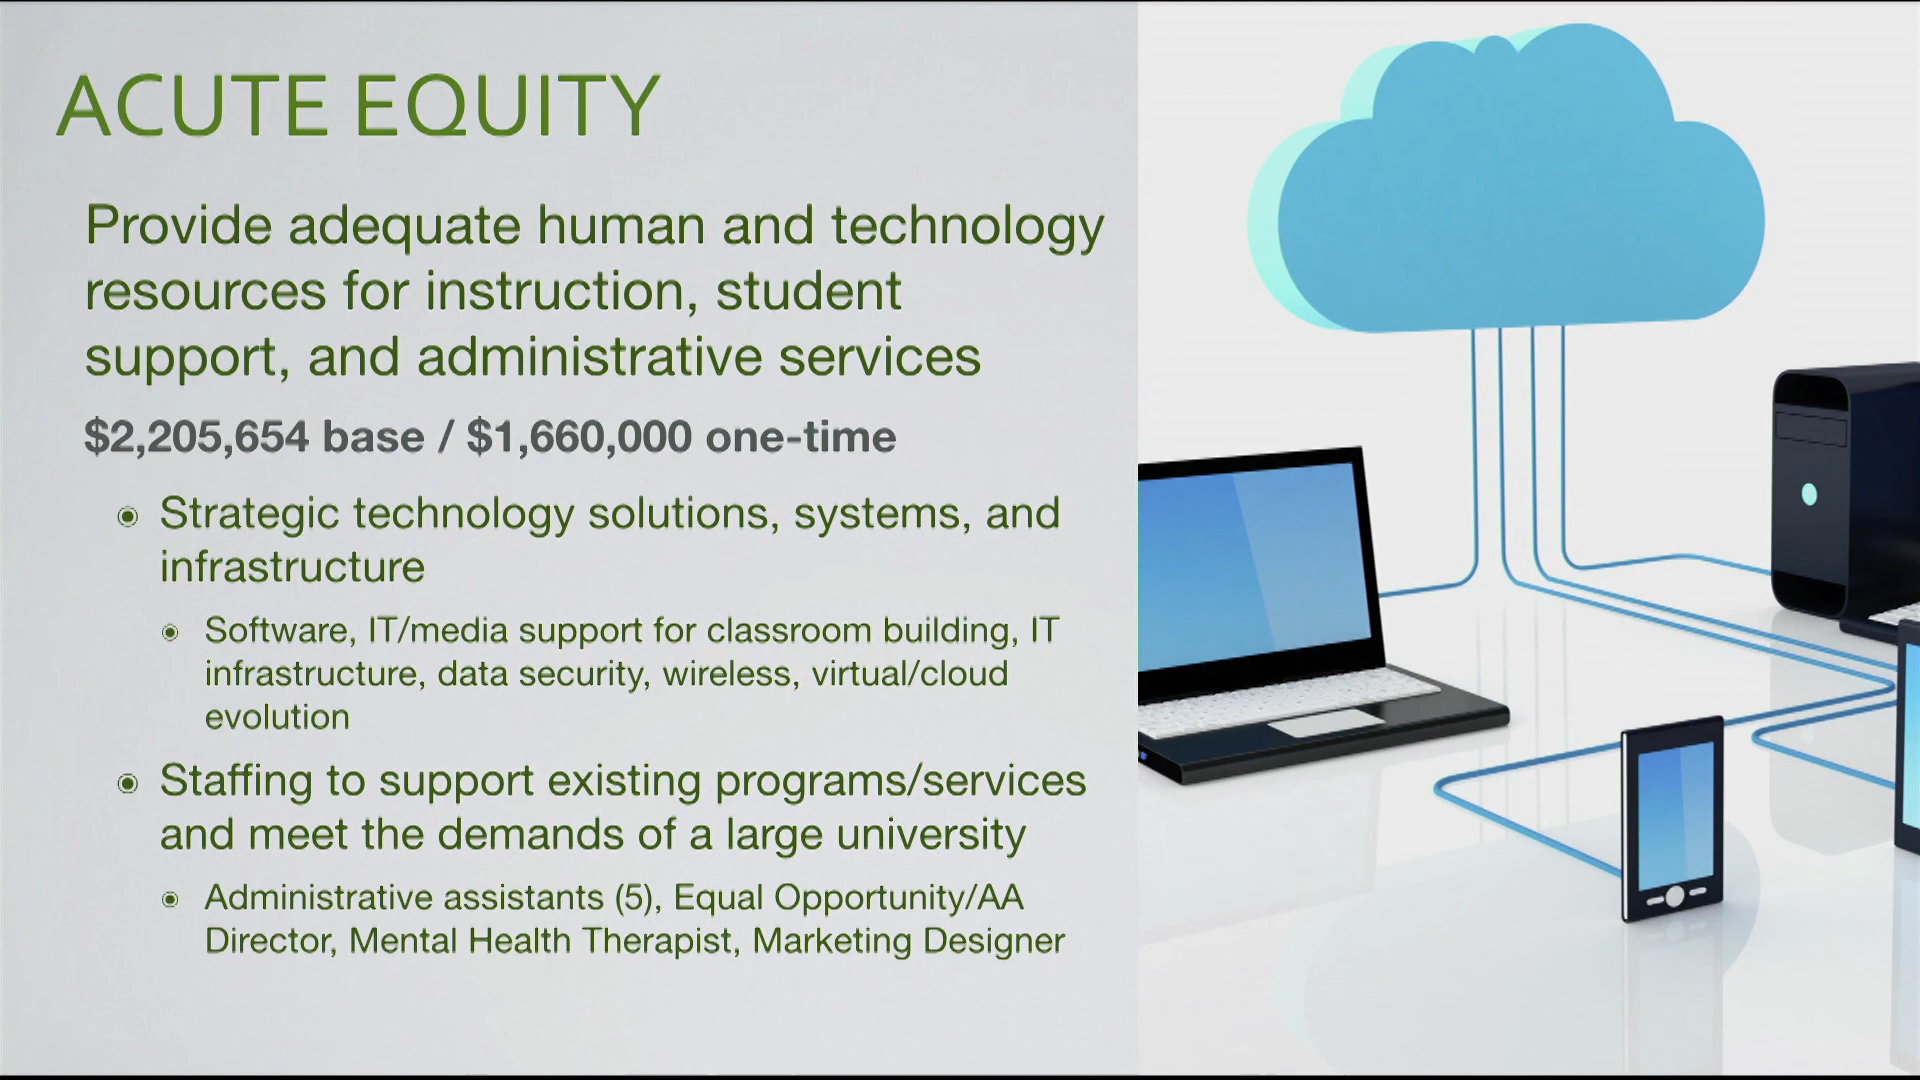 ACUTE EQUITY
Provide adequate human and technology
resources for instruction, student
support, and administrative services
$2,205,654 base / $1,660,000 one-time
Strategic technology solutions, systems, and
infrastructure
Software, IT/media support for classroom building, IT
infrastructure, data security, wireless, virtual/cloud
evolution
Staffing to support existing programs/services
and meet the demands of a large university
Administrative assistants (5), Equal Opportunity/AA
Director, Mental Health Therapist, Marketing Designer